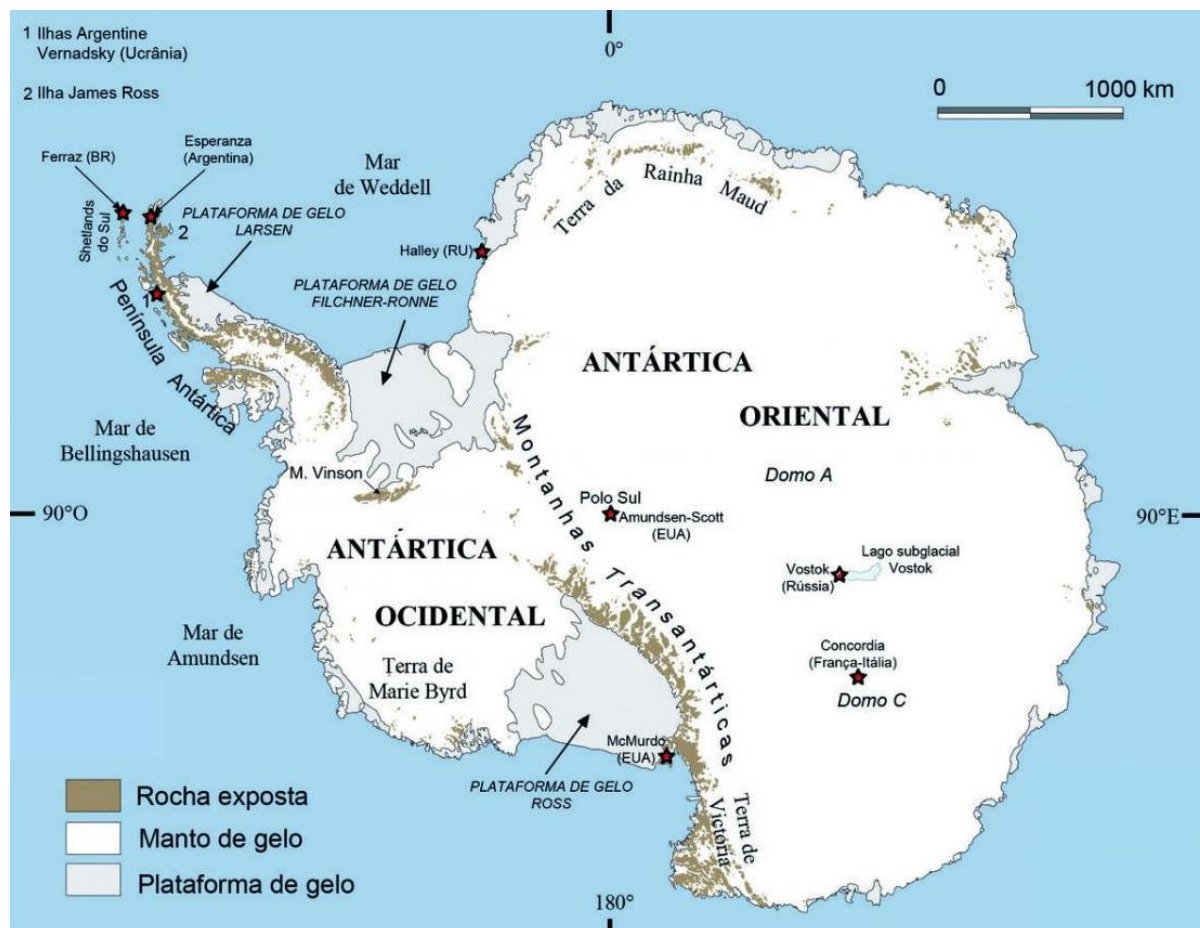 1 Ilhas Argentine
Vernadsky (Ucrânia)
2 Ilha James Ross
0°
0 1000 km
Ferraz (BR)
Esperanza
(Argentina)
Mar
de Weddell
Terra da Rainha Maud
Shetlands
do Sul
2
PLATAFORMA DE GELO
LARSEN
Halley (RU)
PLATAFORMA DE GELO
FILCHNER-RONNE
1
Península Antártica
ANTÁRTICA
ORIENTAL
Mar de
Bellingshausen
M. Vinson
Montanhas Transantárticas
Domo A
Polo Sul
Amundsen-Scott
(EUA)
90°O
90°E
ANTÁRTICA
OCIDENTAL
Lago subglacial
Vostok
Vostok
(Rússia)
Mar de
Amundsen
Terra de
Marie Byrd
Concordia
(França-Itália)
Domo C
McMurdo
(EUA)
PLATAFORMA DE GELO
ROSS
Terra de
Victória
Rocha exposta
Manto de gelo
Plataforma de gelo
180°